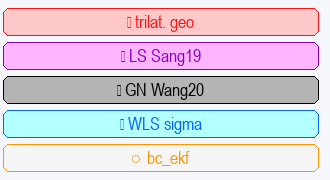 ▯ trilat. geo
▯ LS Sang19
▯ GN Wang20
▯ WLS sigma
○ bc_ekf